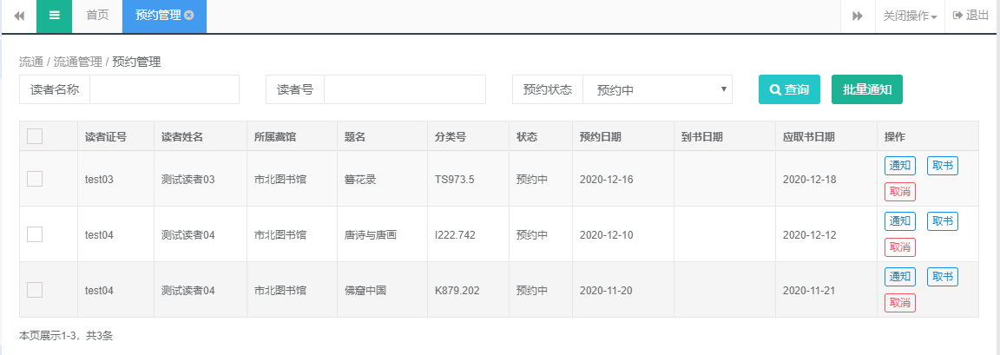 首页 预约管理 关闭操作 退出
流通 / 流通管理 / 预约管理
读者名称 读者号 预约状态 预约中 查询 批量通知
读者证号 读者姓名 所属藏馆 题名 分类号 状态 预约日期 到书日期 应取书日期 操作
test03 测试读者03 市北图书馆 簪花录 TS973.5 预约中 2020-12-16 2020-12-18 通知 取书
取消
test04 测试读者04 市北图书馆 唐诗与唐画 I222.742 预约中 2020-12-10 2020-12-12 通知 取书
取消
test04 测试读者04 市北图书馆 佛窟中国 K879.202 预约中 2020-11-20 2020-11-21 通知 取书
取消
本页展示1-3，共3条